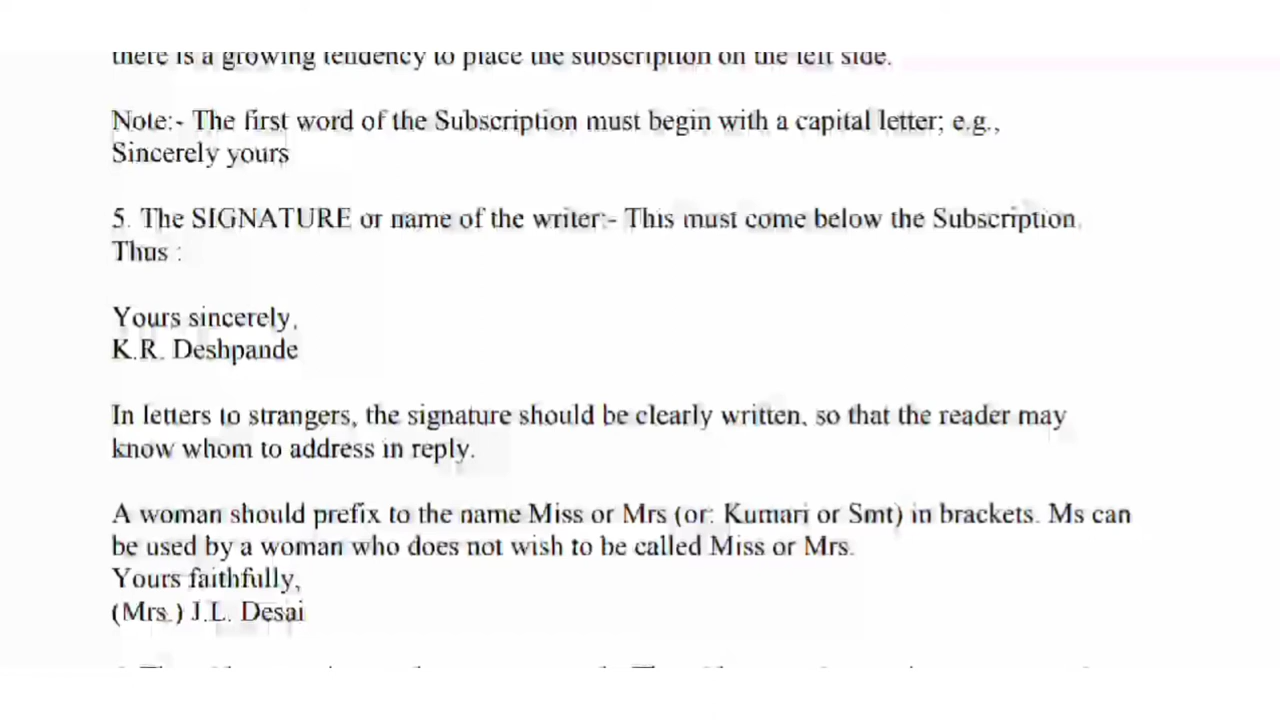 there is a growing tendency to place the subscription on the left side.
Note:- The first word of the Subscription must begin with a capital letter; e.g.,
Sincerely yours
5. The SIGNATURE or name of the writer:- This must come below the Subscription.
Thus :
Yours sincerely,
K.R. Deshpande
In letters to strangers, the signature should be clearly written, so that the reader may
know whom to address in reply.
A woman should prefix to the name Miss or Mrs (or: Kumari or Smt) in brackets. Ms can
be used by a woman who does not wish to be called Miss or Mrs.
Yours faithfully,
(Mrs.) J.L. Desai